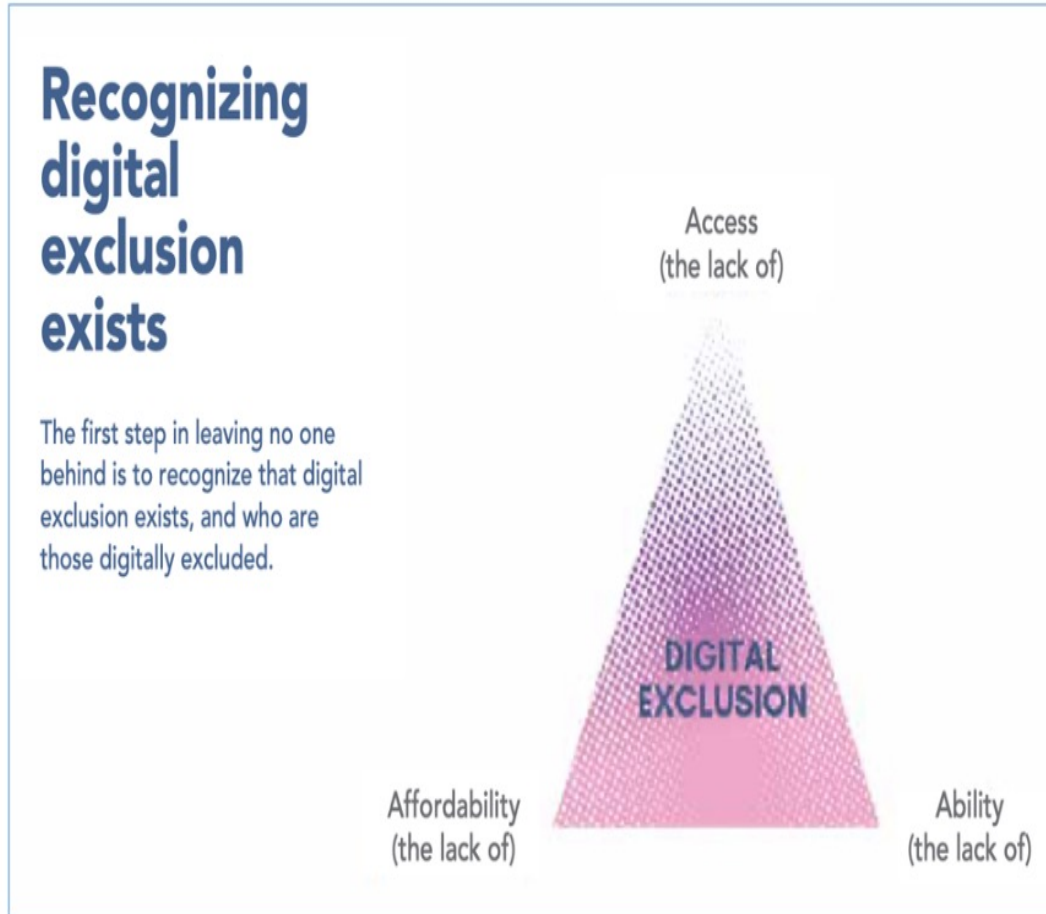 Recognizing
digital
exclusion
exists
The first step in leaving no one
behind is to recognize that digital
exclusion exists, and who are
those digitally excluded.
Access
(the lack of)
DIGITAL
EXCLUSION
Affordability
(the lack of)
Ability
(the lack of)